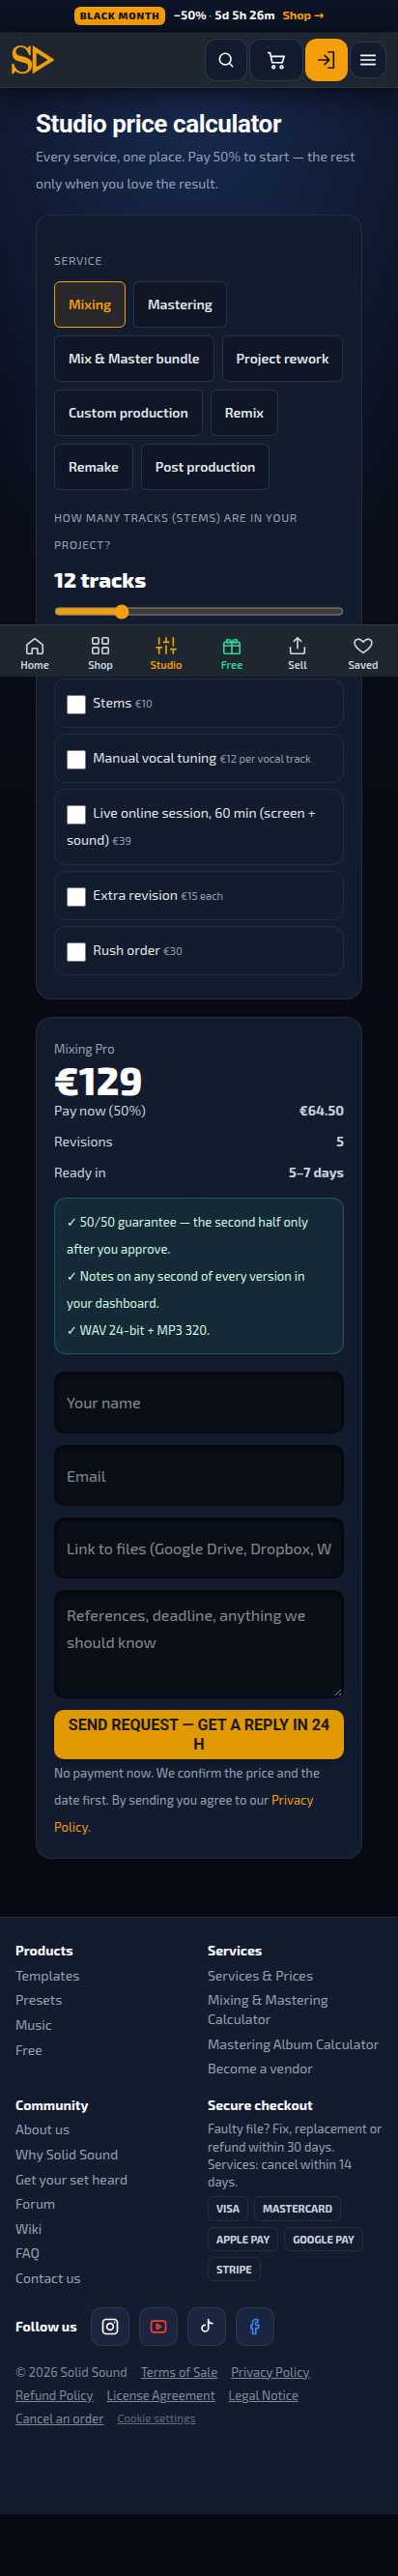 BLACK MONTH −50% · 5d 5h 26m Shop →
SD
Studio price calculator
Every service, one place. Pay 50% to start — the rest
only when you love the result.
SERVICE
Mixing Mastering
Mix & Master bundle Project rework
Custom production Remix
Remake Post production
HOW MANY TRACKS (STEMS) ARE IN YOUR
PROJECT?
12 tracks
Home Shop Studio Free Sell Saved
Stems €10
Manual vocal tuning €12 per vocal track
Live online session, 60 min (screen +
sound) €39
Extra revision €15 each
Rush order €30
Mixing Pro
€129
Pay now (50%) €64.50
Revisions 5
Ready in 5–7 days
✓ 50/50 guarantee — the second half only
after you approve.
✓ Notes on any second of every version in
your dashboard.
✓ WAV 24-bit + MP3 320.
Your name
Email
Link to files (Google Drive, Dropbox, W
References, deadline, anything we
should know
SEND REQUEST — GET A REPLY IN 24
H
No payment now. We confirm the price and the
date first. By sending you agree to our Privacy
Policy.
Products
Templates
Presets
Music
Free
Services
Services & Prices
Mixing & Mastering
Calculator
Mastering Album Calculator
Become a vendor
Community
About us
Why Solid Sound
Get your set heard
Forum
Wiki
FAQ
Contact us
Secure checkout
Faulty file? Fix, replacement or
refund within 30 days.
Services: cancel within 14
days.
VISA MASTERCARD
APPLE PAY GOOGLE PAY
STRIPE
Follow us
© 2026 Solid Sound Terms of Sale Privacy Policy
Refund Policy License Agreement Legal Notice
Cancel an order Cookie settings